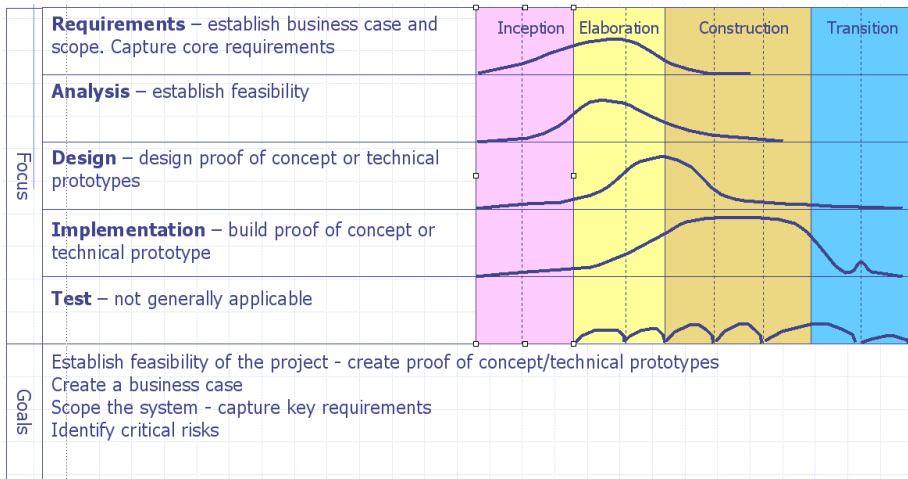 Requirements – establish business case and
scope. Capture core requirements
Inception
Elaboration
Construction
Transition
Analysis – establish feasibility
Focus
Design – design proof of concept or technical
prototypes
Implementation – build proof of concept or
technical prototype
Test – not generally applicable
Goals
Establish feasibility of the project - create proof of concept/technical prototypes
Create a business case
Scope the system - capture key requirements
Identify critical risks